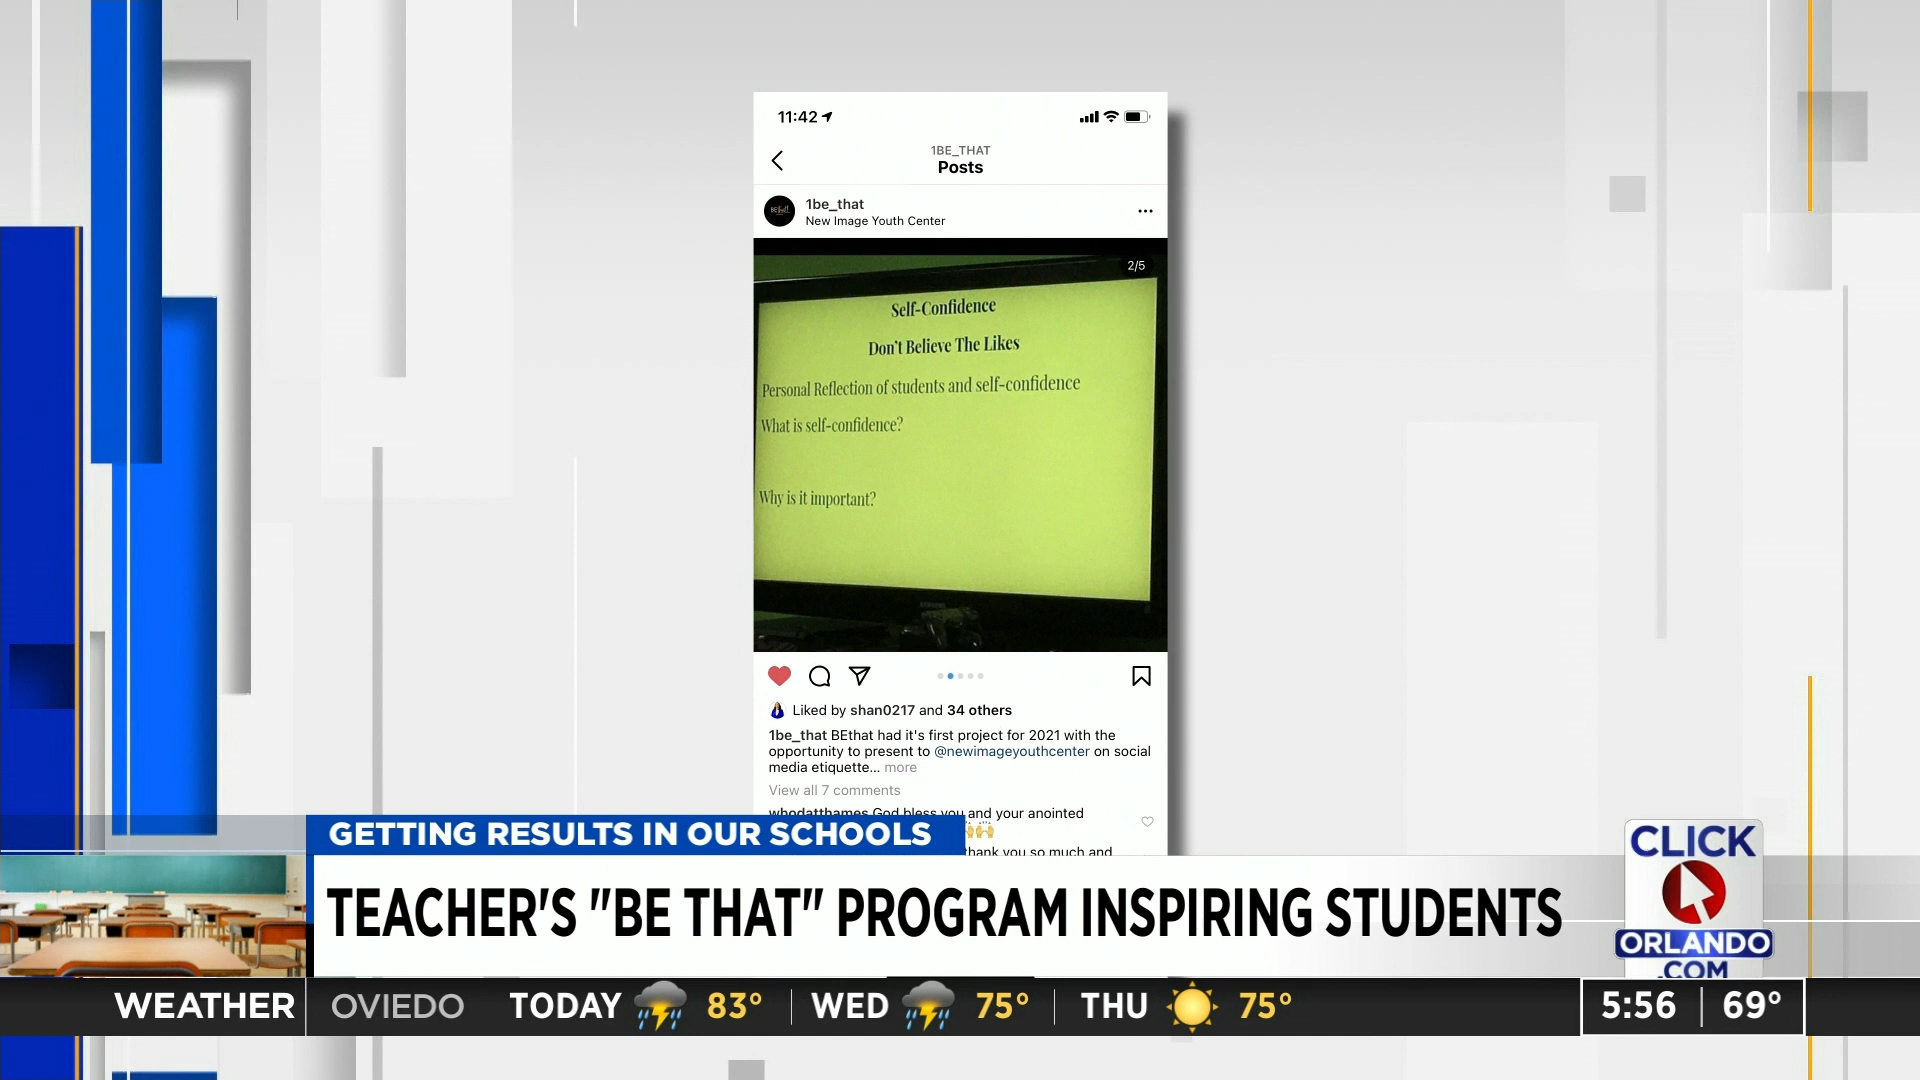 11:42
1BE_THAT
Posts
1be_that
New Image Youth Center
2/5
Self-Confidence
Don't Believe The Likes
Personal Reflection of students and self-confidence
What is self-confidence?
Why is it important?
SAMSUNG
Liked by shan0217 and 34 others
1be_that BEthat had it's first project for 2021 with the
opportunity to present to @newimageyouthcenter on social
media etiquette... more
View all 7 comments
whodatthames God bless you and your anointed
thank you so much and
GETTING RESULTS IN OUR SCHOOLS
TEACHER'S "BE THAT" PROGRAM INSPIRING STUDENTS
CLICK
ORLANDO
.COM
WEATHER OVIEDO TODAY 83° WED 75° THU 75° 5:56 69°